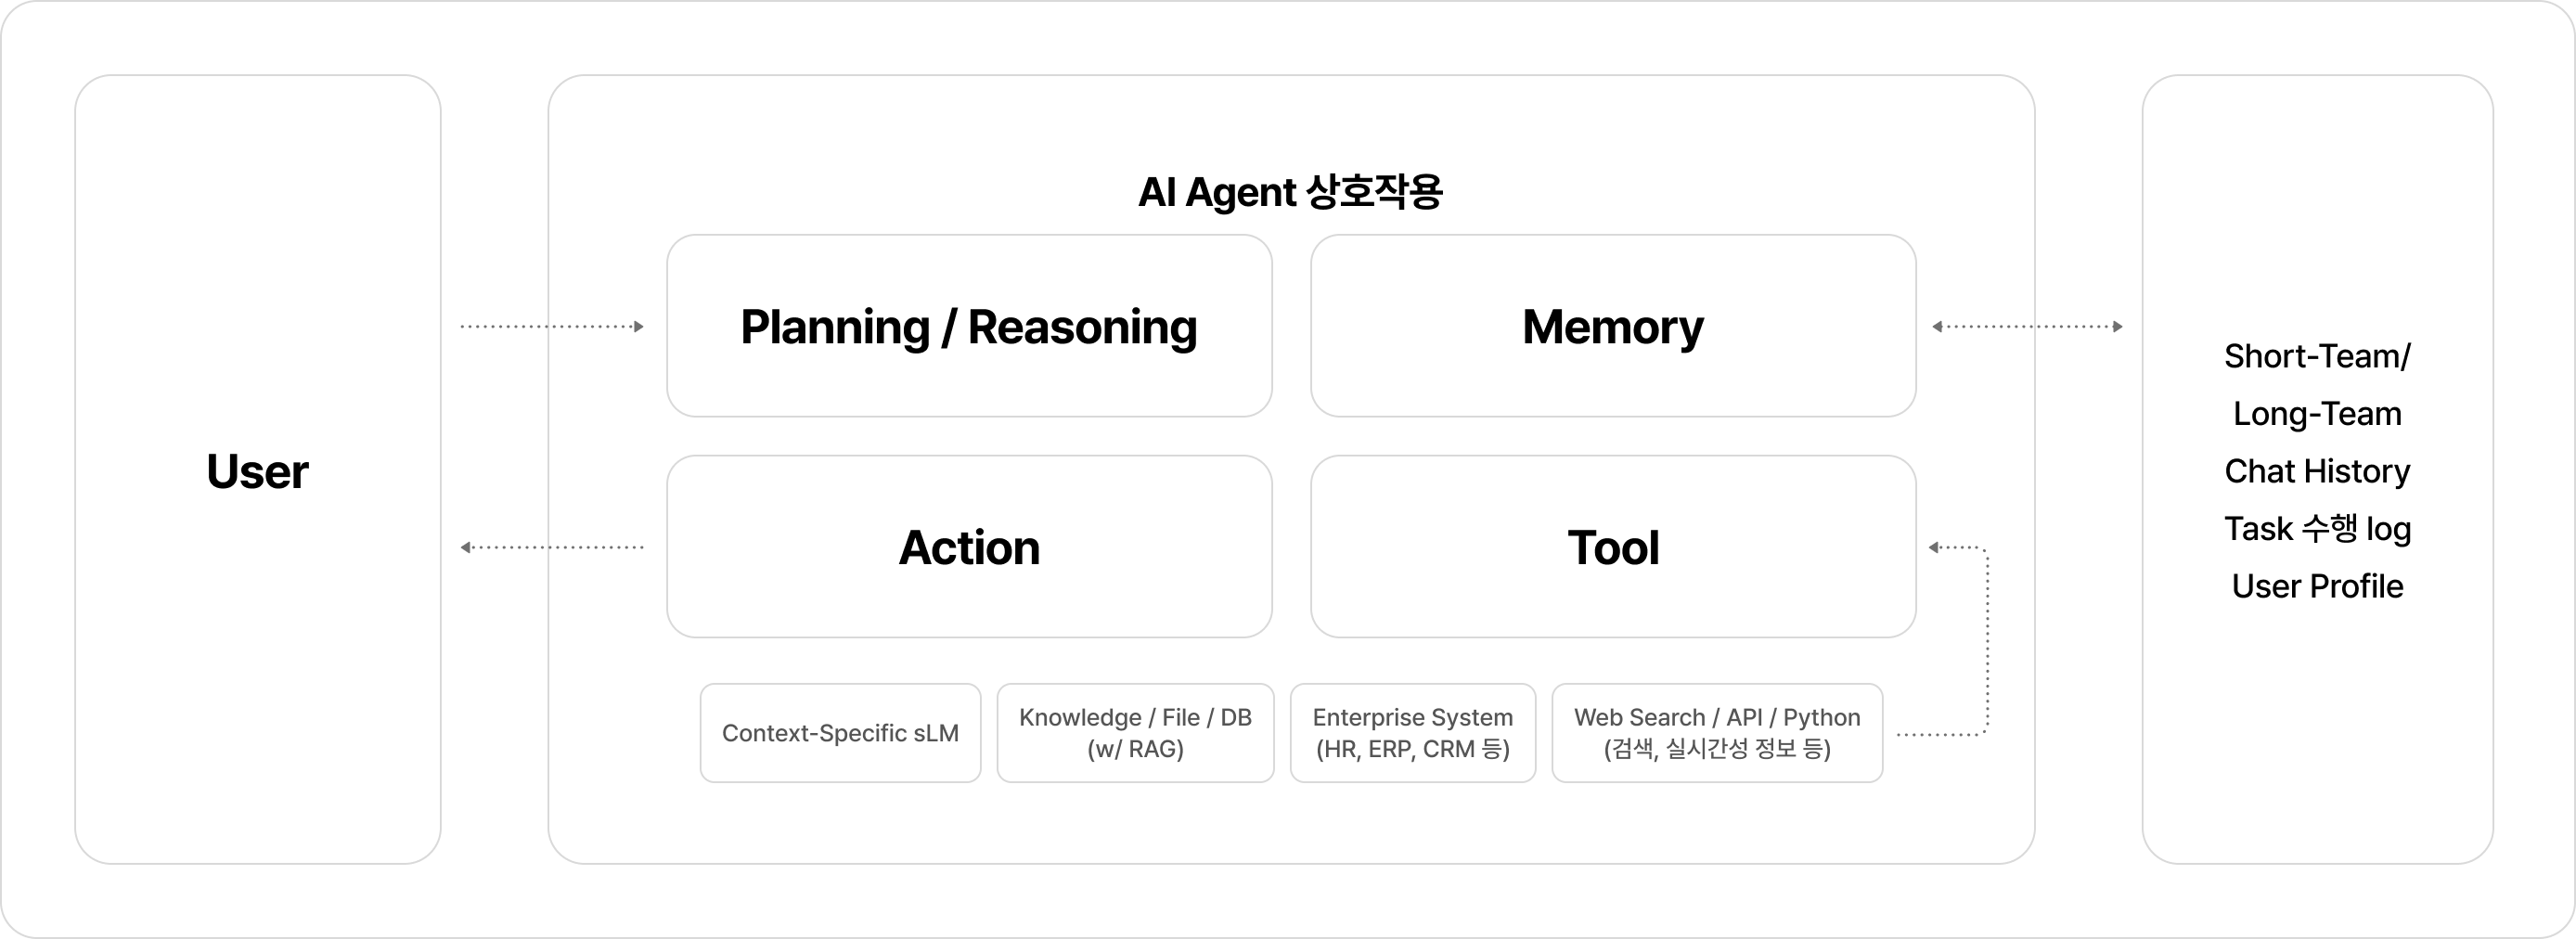 User
AI Agent 상호작용
Planning / Reasoning
Memory
Action
Tool
Context-Specific sLM
Knowledge / File / DB
(w/ RAG)
Enterprise System
(HR, ERP, CRM 등)
Web Search / API / Python
(검색, 실시간성 정보 등)
Short-Team/
Long-Team
Chat History
Task 수행 log
User Profile